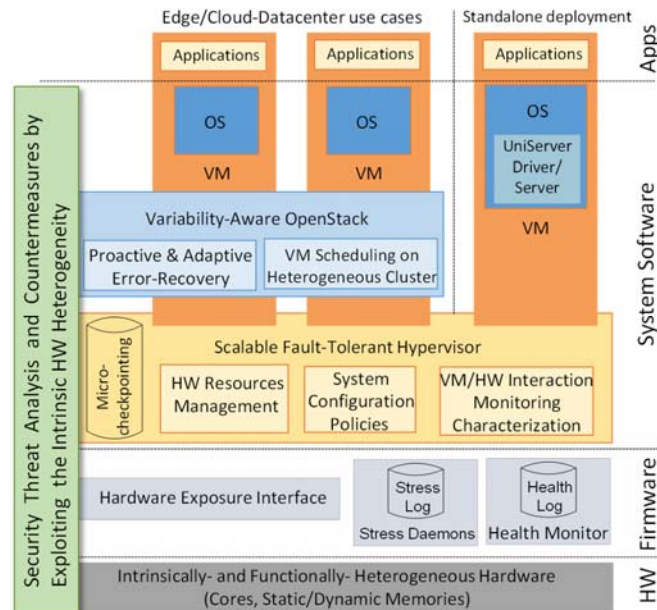 Edge/Cloud-Datacenter use cases
Standalone deployment
Applications
Applications
Applications
Apps
OS
OS
OS
UniServer
Driver/
Server
VM
VM
VM
System Software
Variability-Aware OpenStack
Proactive & Adaptive
Error-Recovery
VM Scheduling on
Heterogeneous Cluster
Scalable Fault-Tolerant Hypervisor
Micro-
checkpointing
HW Resources
Management
System
Configuration
Policies
VM/HW Interaction
Monitoring
Characterization
Hardware Exposure Interface
Stress
Log
Stress Daemons
Health
Log
Health Monitor
Firmware
Intrinsically- and Functionally- Heterogeneous Hardware
(Cores, Static/Dynamic Memories)
HW
Security Threat Analysis and Countermeasures by
Exploiting the Intrinsic HW Heterogeneity